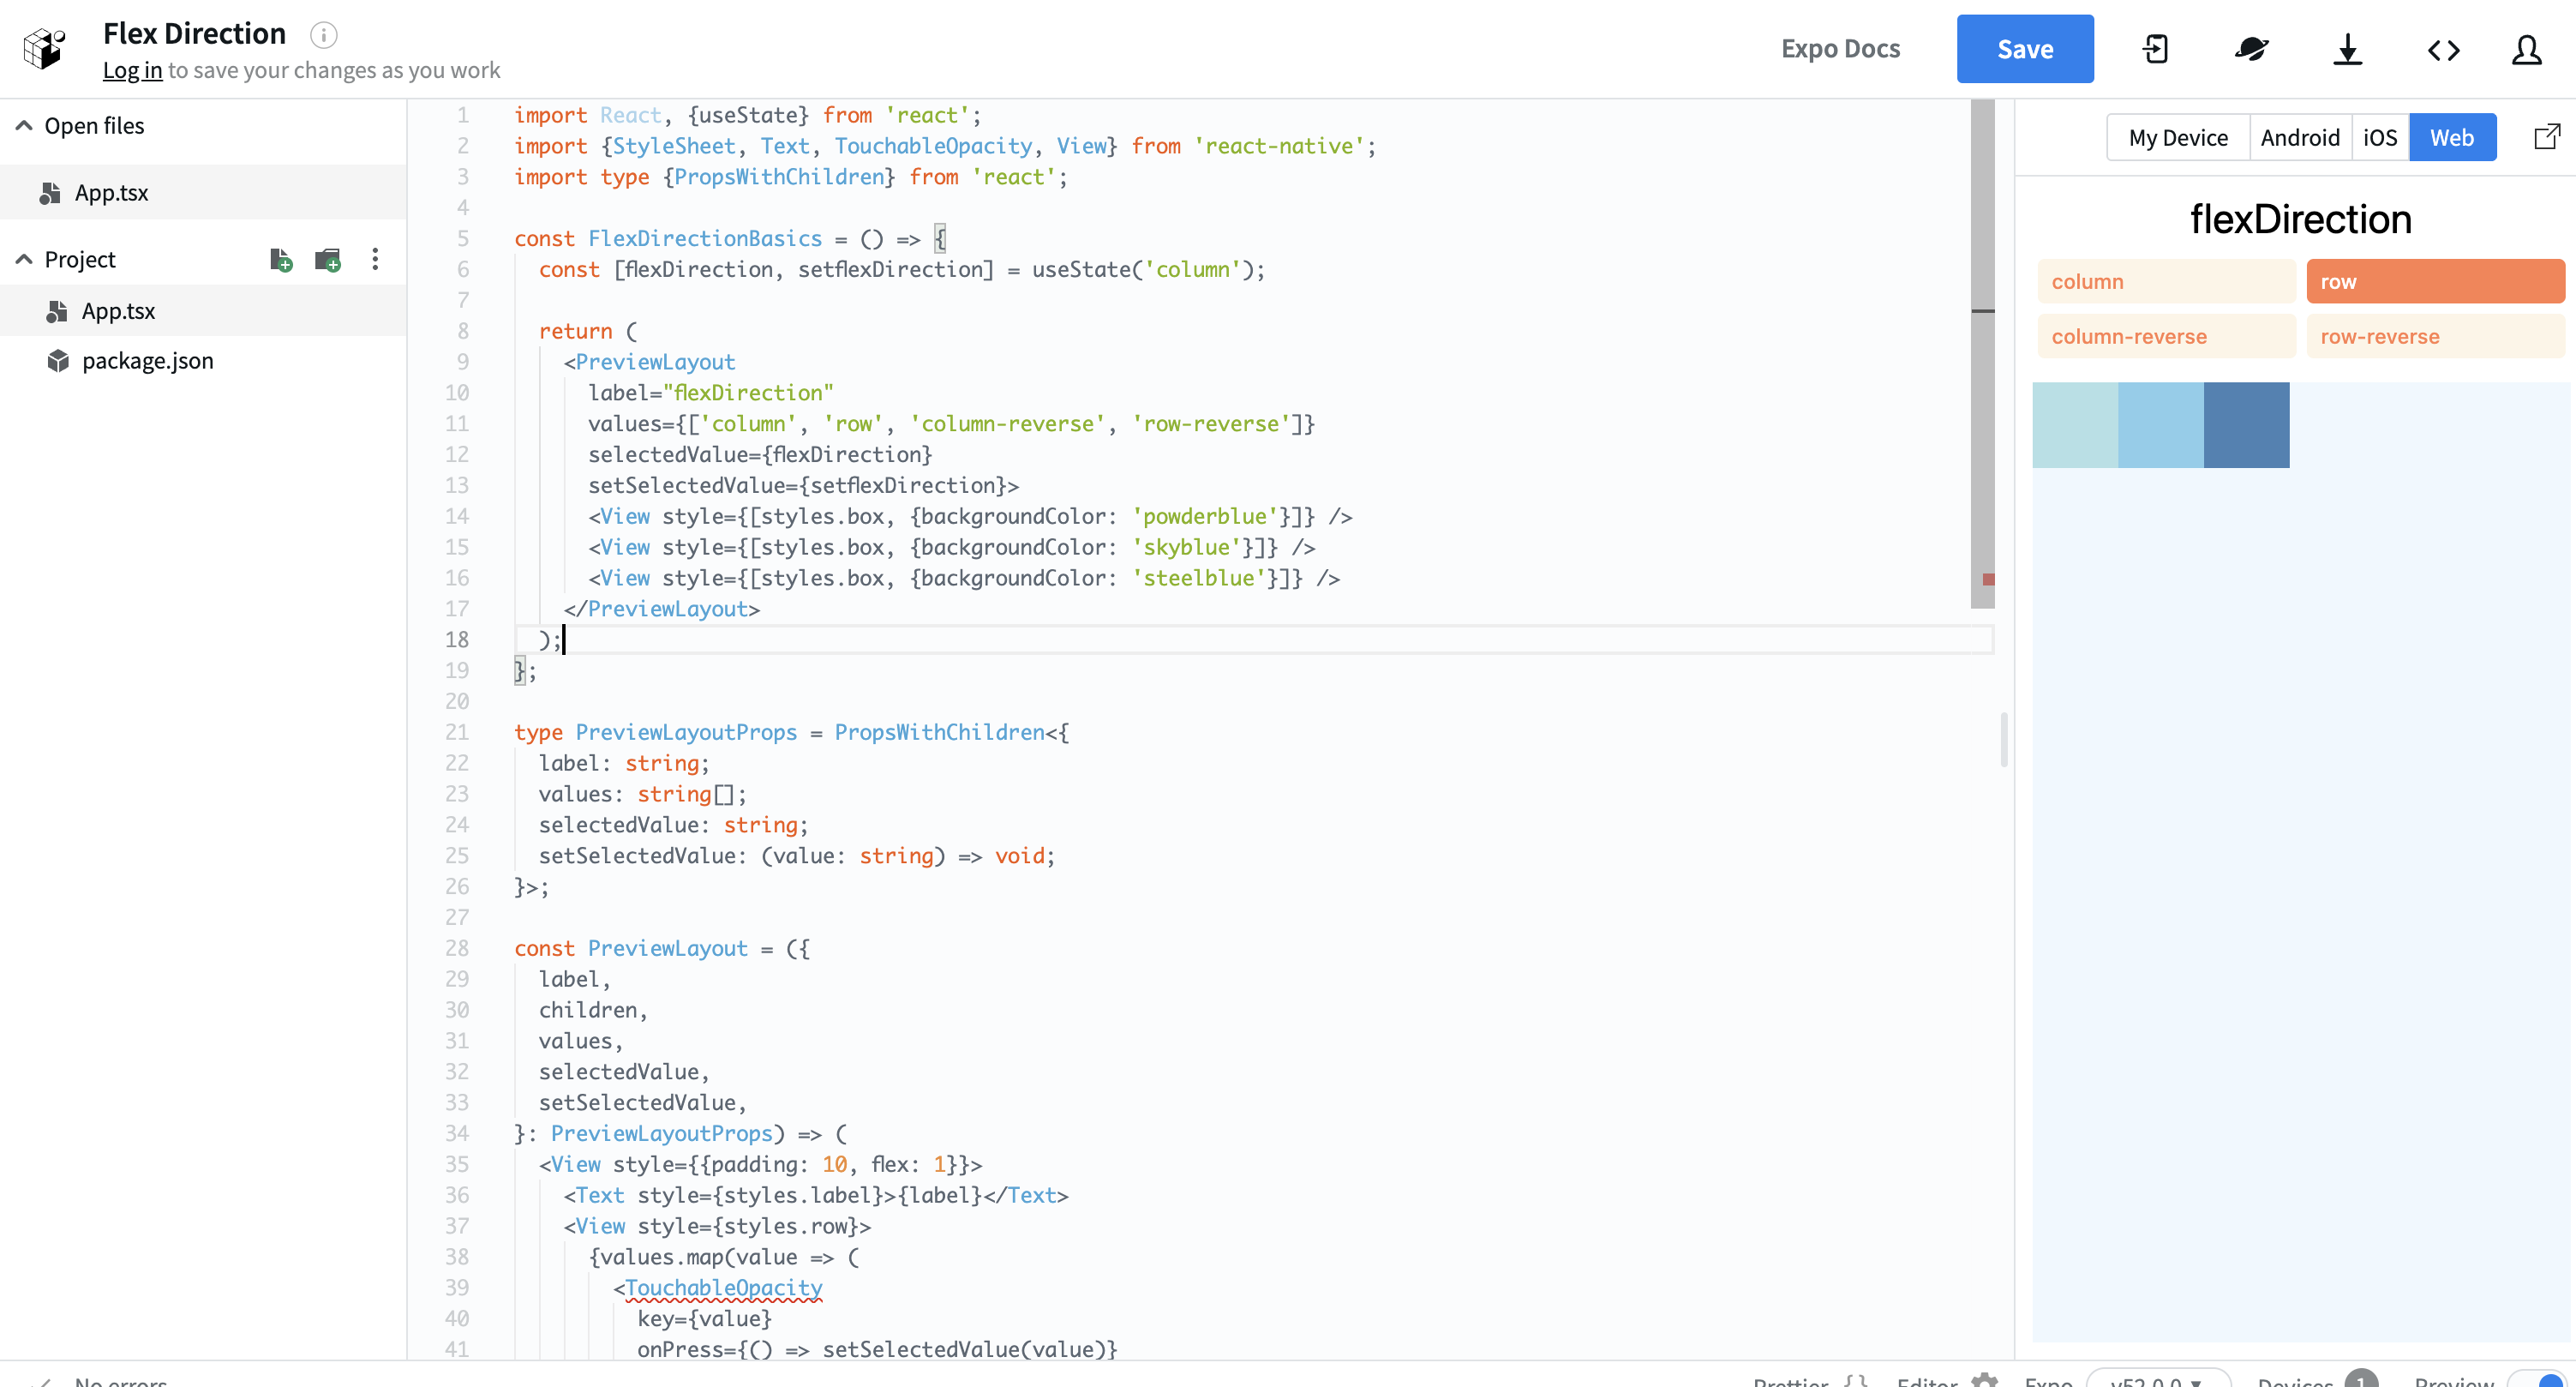 Flex Direction
Log in to save your changes as you work
Expo Docs
Save
Open files
App.tsx
Project
App.tsx
package.json
1 import React, {useState} from 'react';
2 import {StyleSheet, Text, TouchableOpacity, View} from 'react-native';
3 import type {PropsWithChildren} from 'react';
4
5 const FlexDirectionBasics = () => {
6 const [flexDirection, setflexDirection] = useState('column');
7
8 return (
9 <PreviewLayout
10 label="flexDirection"
11 values={['column', 'row', 'column-reverse', 'row-reverse']}
12 selectedValue={flexDirection}
13 setSelectedValue={setflexDirection}>
14 <View style={[styles.box, {backgroundColor: 'powderblue'}]} />
15 <View style={[styles.box, {backgroundColor: 'skyblue'}]} />
16 <View style={[styles.box, {backgroundColor: 'steelblue'}]} />
17 </PreviewLayout>
18 );
19 };
20
21 type PreviewLayoutProps = PropsWithChildren<{
22 label: string;
23 values: string[];
24 selectedValue: string;
25 setSelectedValue: (value: string) => void;
26 }>;
27
28 const PreviewLayout = ({
29 label,
30 children,
31 values,
32 selectedValue,
33 setSelectedValue,
34 }: PreviewLayoutProps) => (
35 <View style={{padding: 10, flex: 1}}>
36 <Text style={styles.label}>{label}</Text>
37 <View style={styles.row}>
38 {values.map(value => (
39 <TouchableOpacity
40 key={value}
41 onPress={() => setSelectedValue(value)}
My Device
Android
iOS
Web
flexDirection
column
row
column-reverse
row-reverse
No errors
Prettier {}
Editor
Expo
v52.0.0
Devices
1
Preview